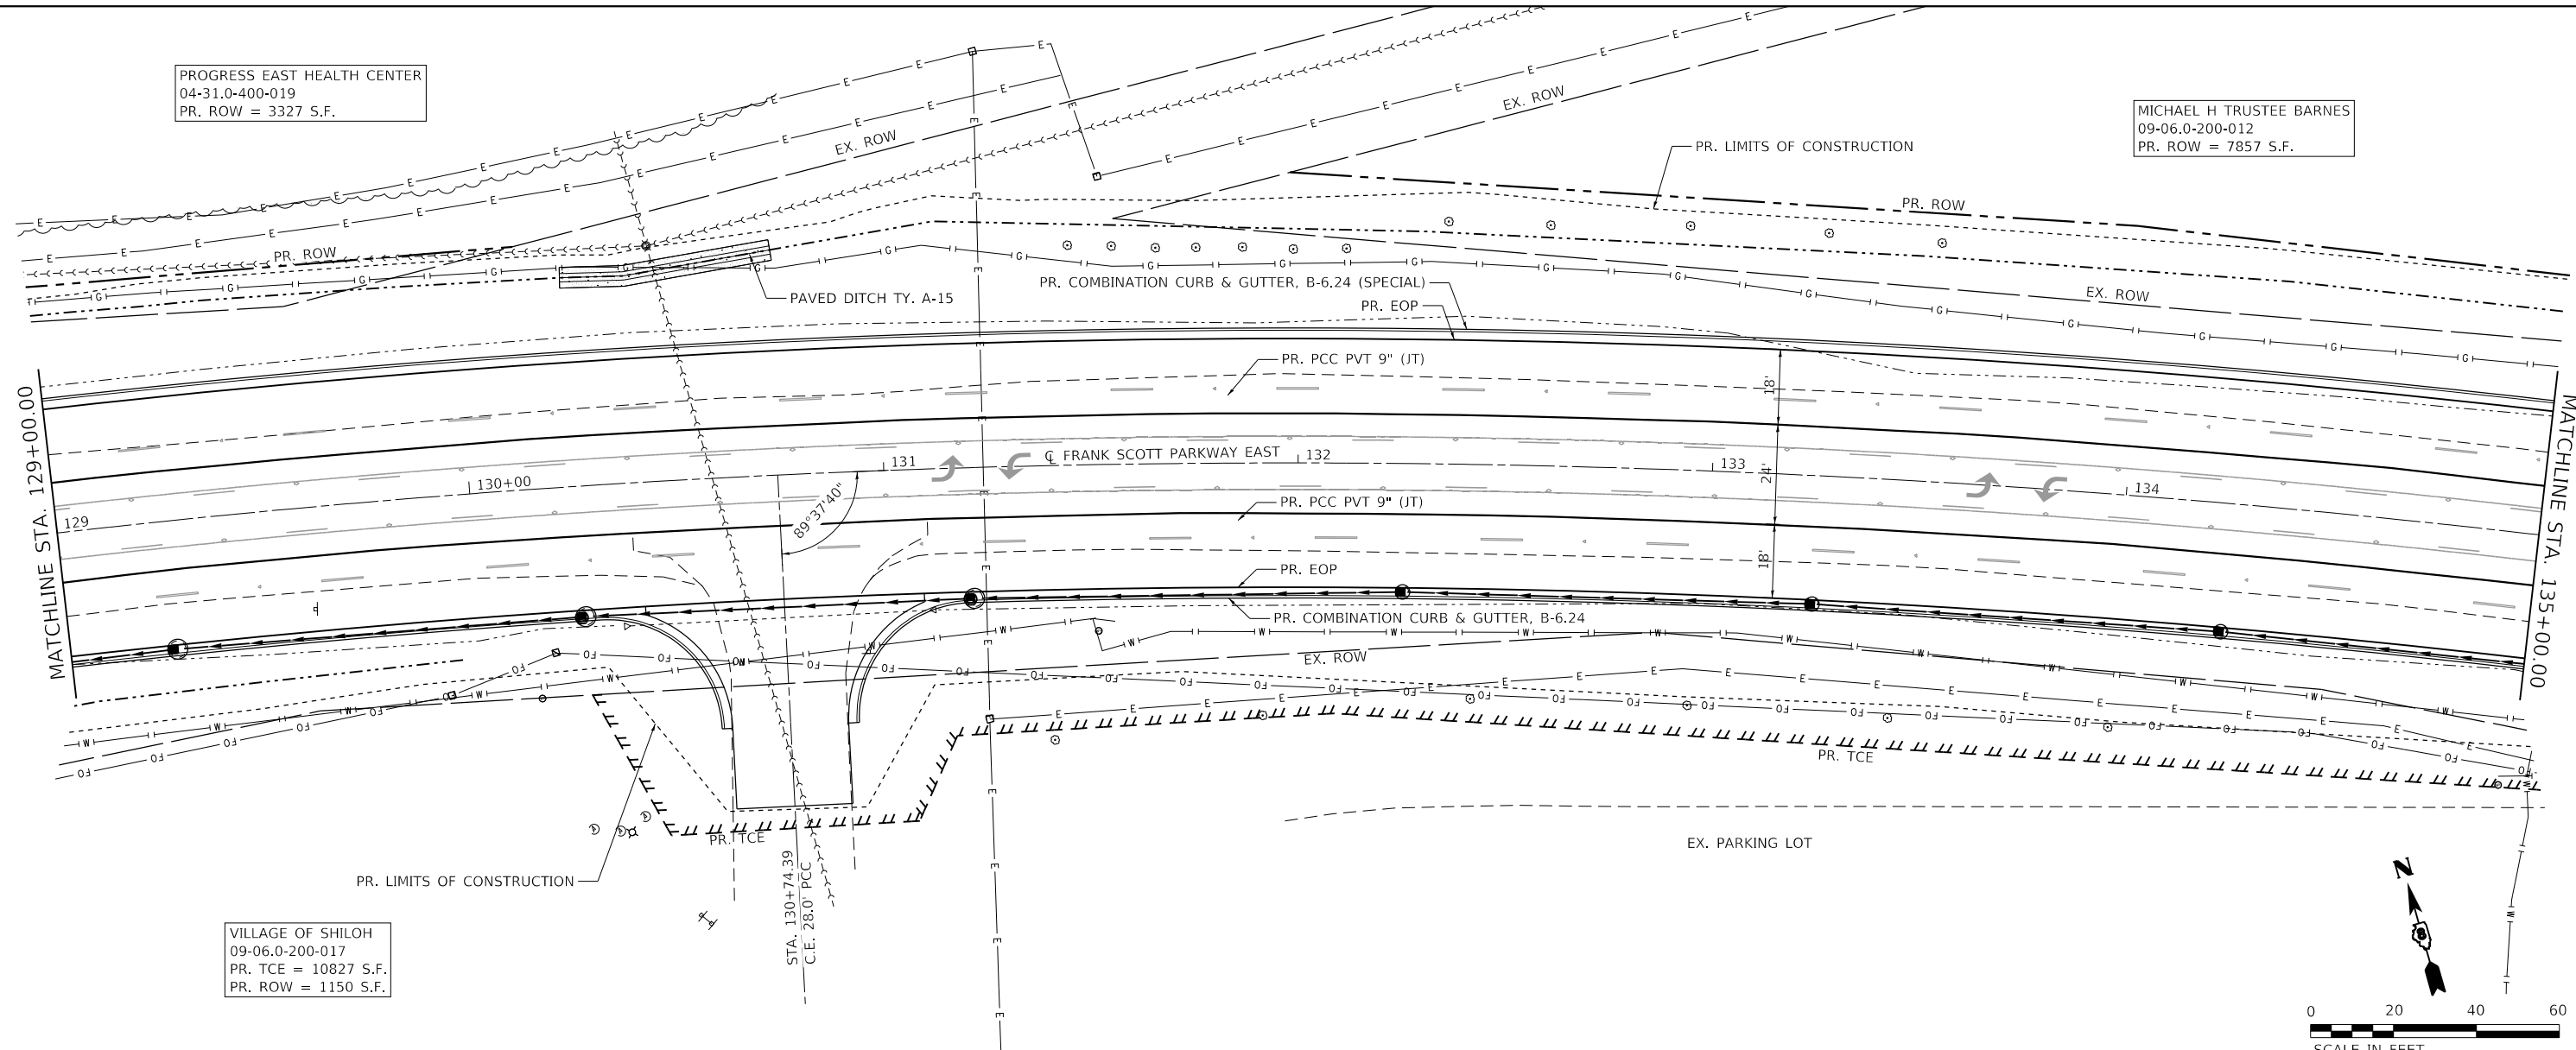 PROGRESS EAST HEALTH CENTER
04-31.0-400-019
PR. ROW = 3327 S.F.
MICHAEL H TRUSTEE BARNES
09-06.0-200-012
PR. ROW = 7857 S.F.
EX. ROW
EX. ROW
PR. LIMITS OF CONSTRUCTION
PR. ROW
PR. ROW
PAVED DITCH TY. A-15
PR. COMBINATION CURB & GUTTER, B-6.24 (SPECIAL)
PR. EOP
EX. ROW
PR. PCC PVT 9" (JT)
18'
MATCHLINE STA. 129+00.00
MATCHLINE STA. 135+00.00
129
130+00
131
℄ FRANK SCOTT PARKWAY EAST
132
133
134
24'
89°37'40"
PR. PCC PVT 9" (JT)
18'
PR. EOP
PR. COMBINATION CURB & GUTTER, B-6.24
EX. ROW
PR. TCE
PR. TCE
EX. PARKING LOT
PR. LIMITS OF CONSTRUCTION
STA. 130+74.39
C.E. 28.0' PCC
VILLAGE OF SHILOH
09-06.0-200-017
PR. TCE = 10827 S.F.
PR. ROW = 1150 S.F.
N
0 20 40 60
SCALE IN FEET